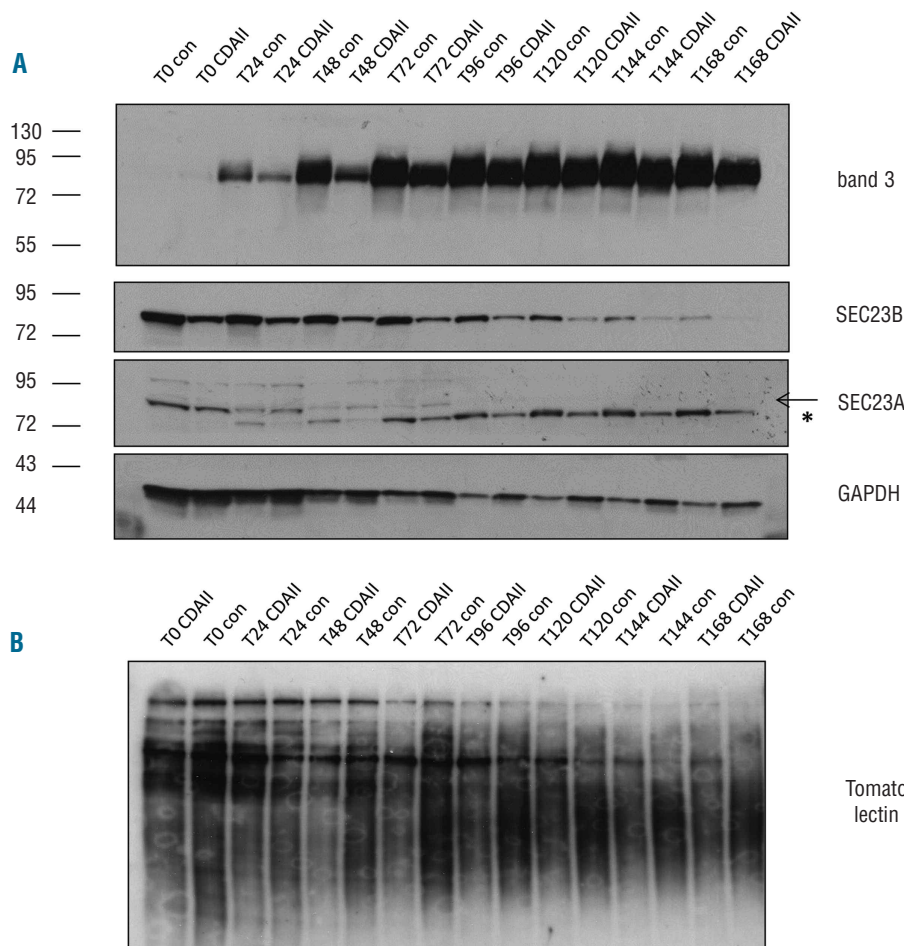 A
T0 con
T0 CDAII
T24 con
T24 CDAII
T48 con
T48 CDAII
T72 con
T72 CDAII
T96 con
T96 CDAII
T120 con
T120 CDAII
T144 con
T144 CDAII
T168 con
T168 CDAII
130
95
72
55
band 3
95
72
SEC23B
95
72
SEC23A
*
43
44
GAPDH
B
T0 CDAII
T0 con
T24 CDAII
T24 con
T48 CDAII
T48 con
T72 CDAII
T72 con
T96 CDAII
T96 con
T120 CDAII
T120 con
T144 CDAII
T144 con
T168 CDAII
T168 con
Tomato
lectin